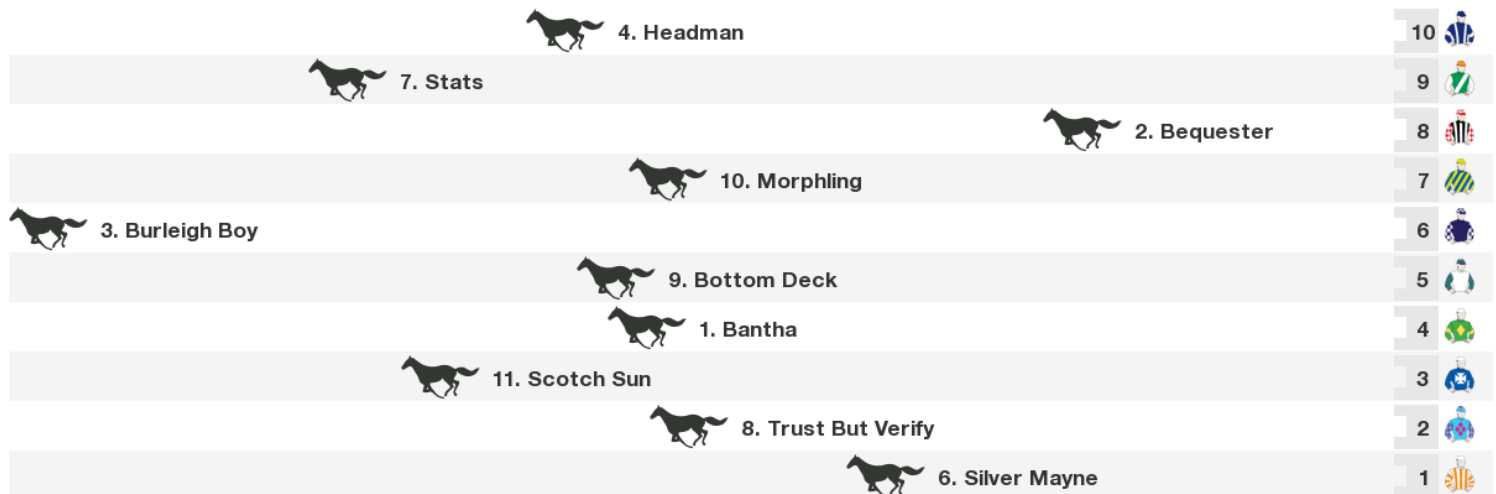 4. Headman 10
7. Stats 9
2. Bequester 8
10. Morphling 7
3. Burleigh Boy 6
9. Bottom Deck 5
1. Bantha 4
11. Scotch Sun 3
8. Trust But Verify 2
6. Silver Mayne 1